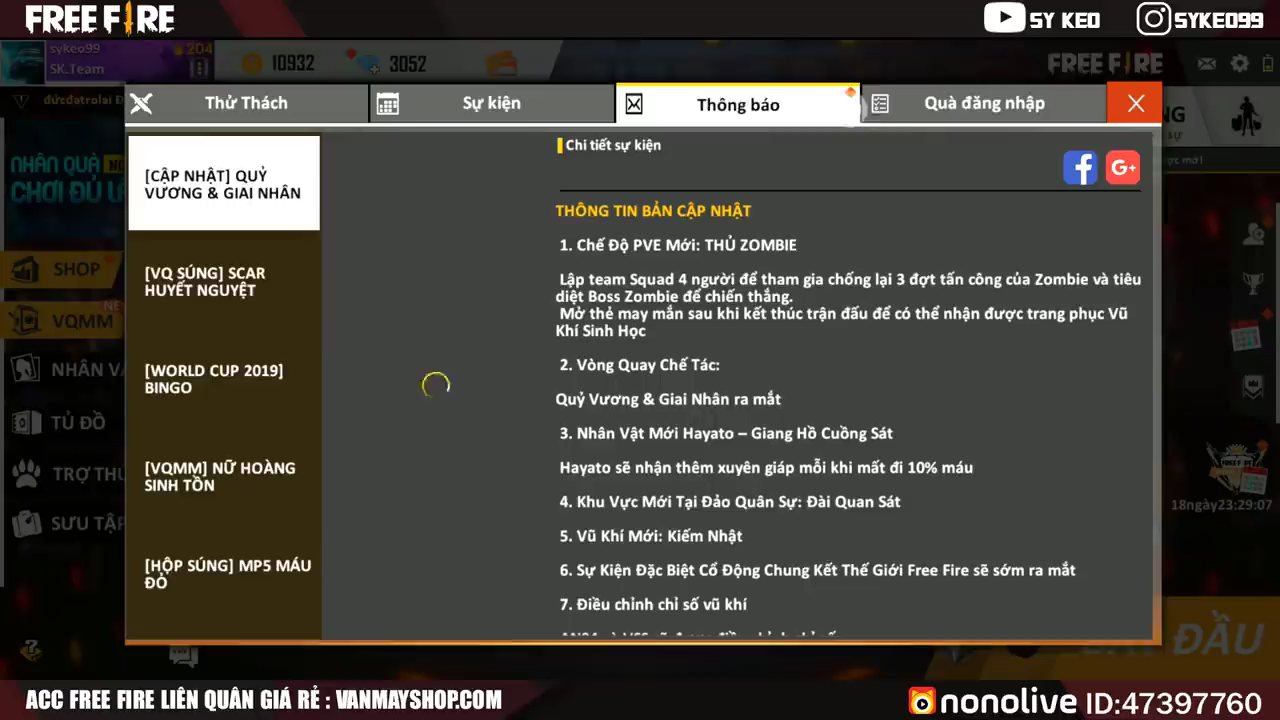 FREE FIRE
SY KEO
SYKEO99
sykeo99
204
SK.Team
10932
3052
FREE FIRE
đứcđatrolai
Thử Thách
Sự kiện
Thông báo
Quà đăng nhập
NHÂN QUẢ
SHOP
VQMM
TỦ ĐỒ
18ngày23:29:07
[CẬP NHẬT] QUỶ
VƯƠNG & GIAI NHÂN
[VQ SÚNG] SCAR
HUYẾT NGUYỆT
[WORLD CUP 2019]
BINGO
[VQMM] NỮ HOÀNG
SINH TỒN
[HỘP SÚNG] MP5 MÁU
ĐỎ
Chi tiết sự kiện
G+
THÔNG TIN BẢN CẬP NHẬT
1. Chế Độ PVE Mới: THỦ ZOMBIE
Lập team Squad 4 người để tham gia chống lại 3 đợt tấn công của Zombie và tiêu
diệt Boss Zombie để chiến thắng.
Mở thẻ may mắn sau khi kết thúc trận đấu để có thể nhận được trang phục Vũ
Khí Sinh Học
2. Vòng Quay Chế Tác:
Quỷ Vương & Giai Nhân ra mắt
3. Nhân Vật Mới Hayato – Giang Hồ Cuồng Sát
Hayato sẽ nhận thêm xuyên giáp mỗi khi mất đi 10% máu
4. Khu Vực Mới Tại Đảo Quân Sự: Đài Quan Sát
5. Vũ Khí Mới: Kiếm Nhật
6. Sự Kiện Đặc Biệt Cổ Động Chung Kết Thế Giới Free Fire sẽ sớm ra mắt
7. Điều chỉnh chỉ số vũ khí
ACC FREE FIRE LIÊN QUÂN GIÁ RẺ : VANMAYSHOP.COM
nonolive ID:47397760